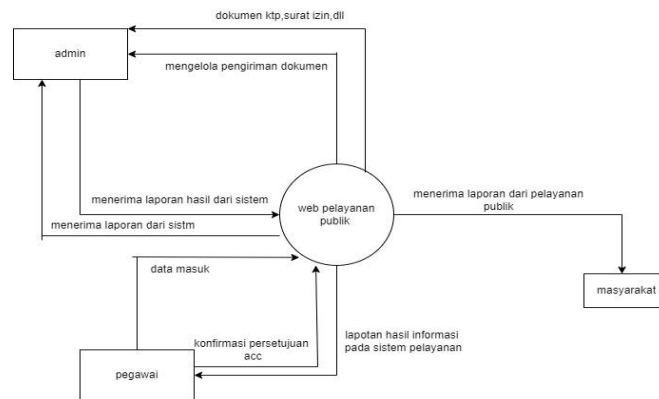 dokumen ktp,surat izin,dll
admin
mengelola pengiriman dokumen
menerima laporan hasil dari sistem
web pelayanan
publik
menerima laporan dari pelayanan
publik
menerima laporan dari sistm
data masuk
masyarakat
konfirmasi persetujuan
acc
lapotan hasil informasi
pada sistem pelayanan
pegawai